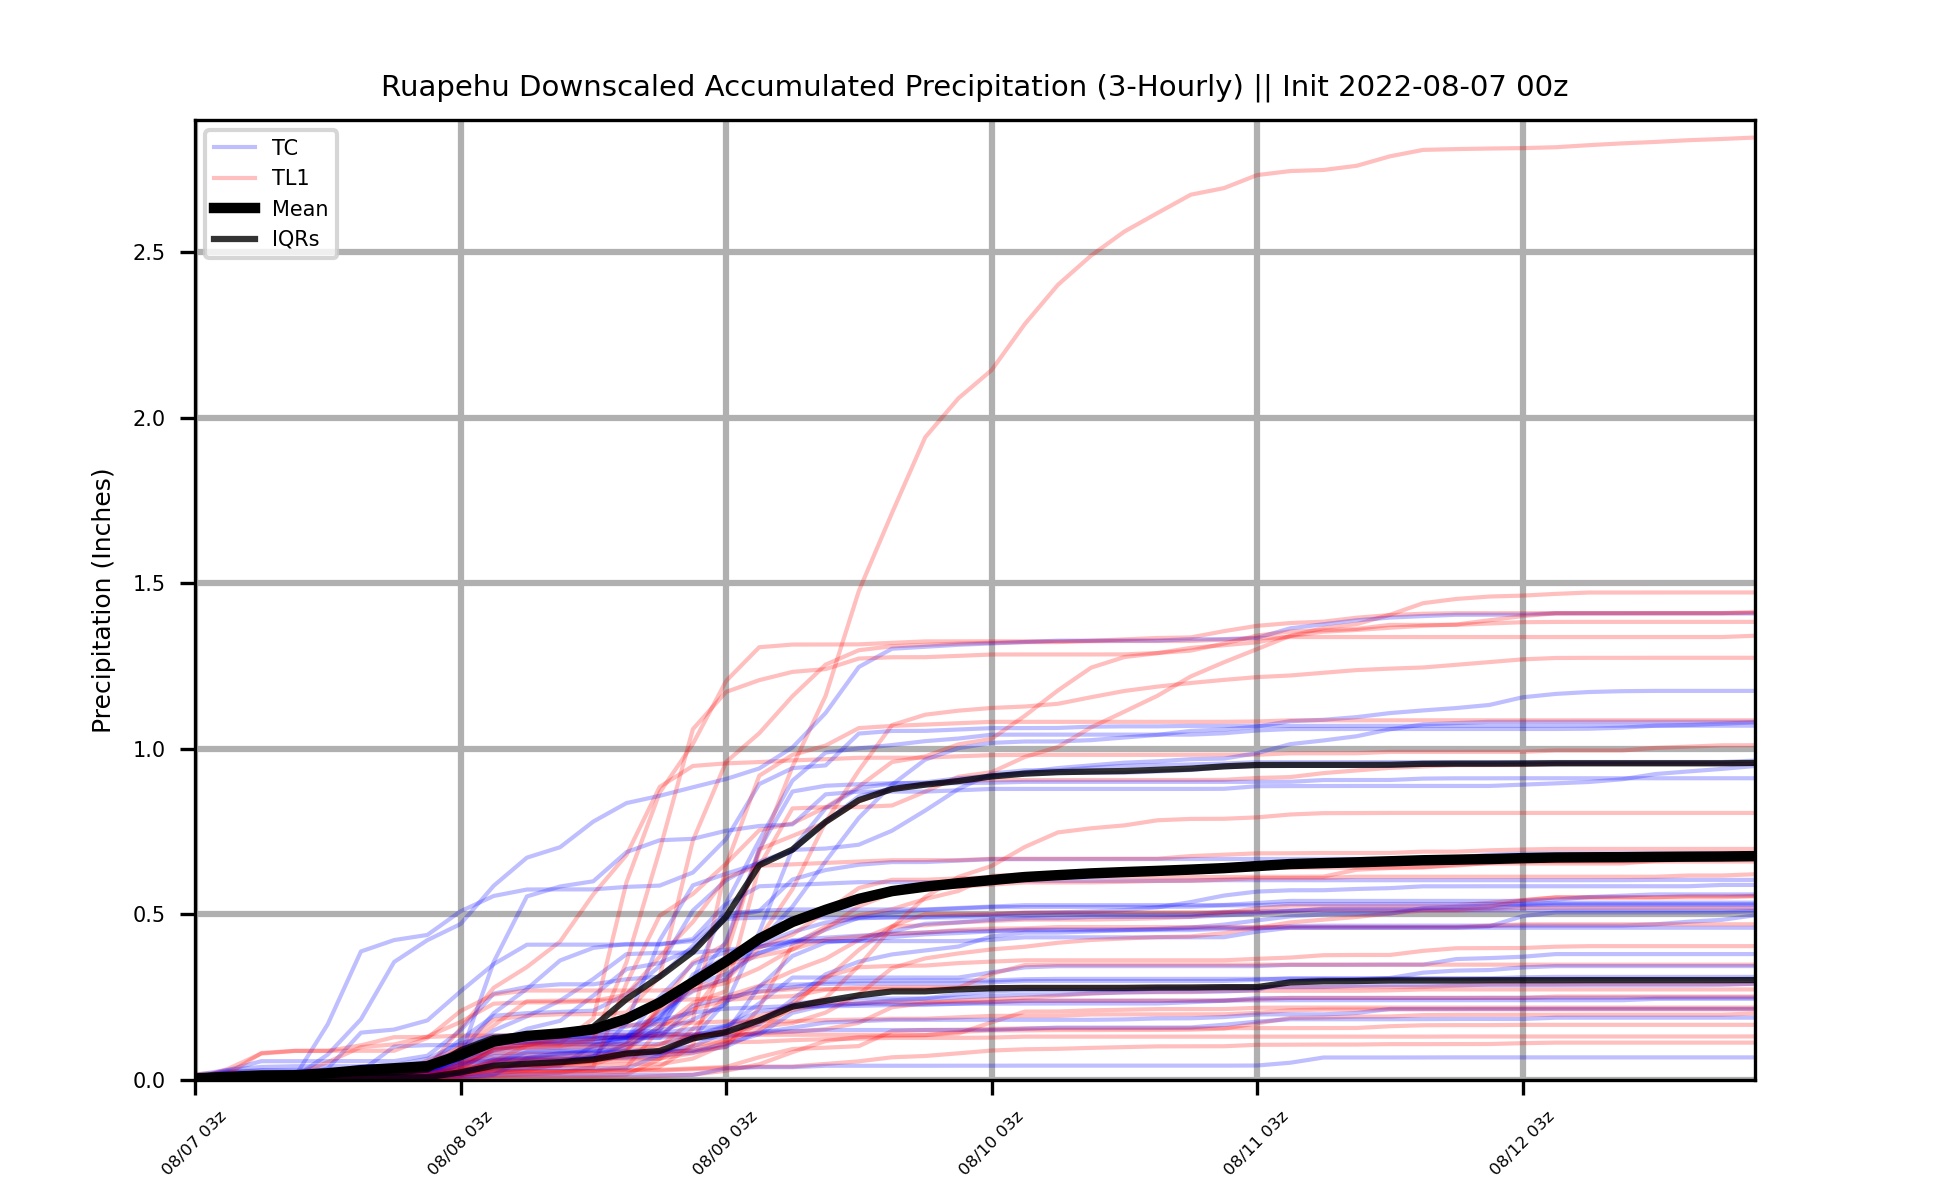 Ruapehu Downscaled Accumulated Precipitation (3-Hourly) || Init 2022-08-07 00z
TC
TL1
Mean
IQRs
Precipitation (Inches)
2.5
2.0
1.5
1.0
0.5
0.0
08/07 03z
08/08 03z
08/09 03z
08/10 03z
08/11 03z
08/12 03z